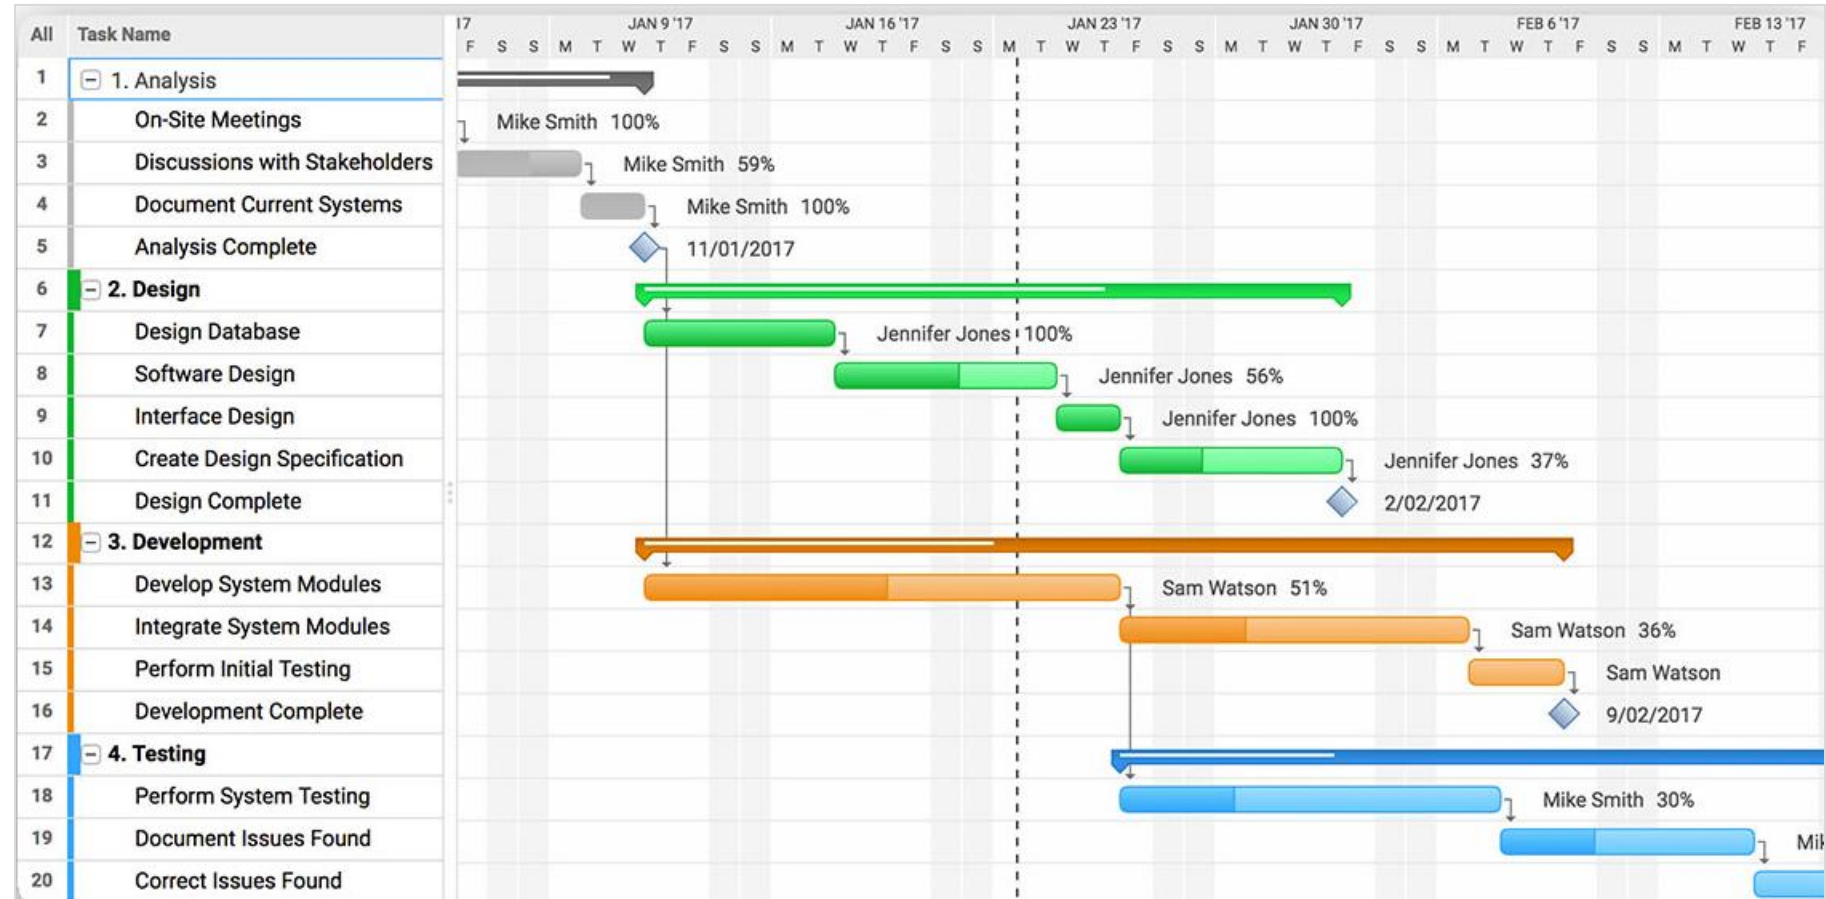 All Task Name 17 JAN 9 '17 JAN 16 '17 JAN 23 '17 JAN 30 '17 FEB 6 '17 FEB 13 '17
F S S M T W T F S S M T W T F S S M T W T F S S M T W T F S S M T W T F S S M T W T F
1 1. Analysis
2 On-Site Meetings Mike Smith 100%
3 Discussions with Stakeholders Mike Smith 59%
4 Document Current Systems Mike Smith 100%
5 Analysis Complete 11/01/2017
6 2. Design
7 Design Database Jennifer Jones 100%
8 Software Design Jennifer Jones 56%
9 Interface Design Jennifer Jones 100%
10 Create Design Specification Jennifer Jones 37%
11 Design Complete 2/02/2017
12 3. Development
13 Develop System Modules Sam Watson 51%
14 Integrate System Modules Sam Watson 36%
15 Perform Initial Testing Sam Watson
16 Development Complete 9/02/2017
17 4. Testing
18 Perform System Testing Mike Smith 30%
19 Document Issues Found
20 Correct Issues Found